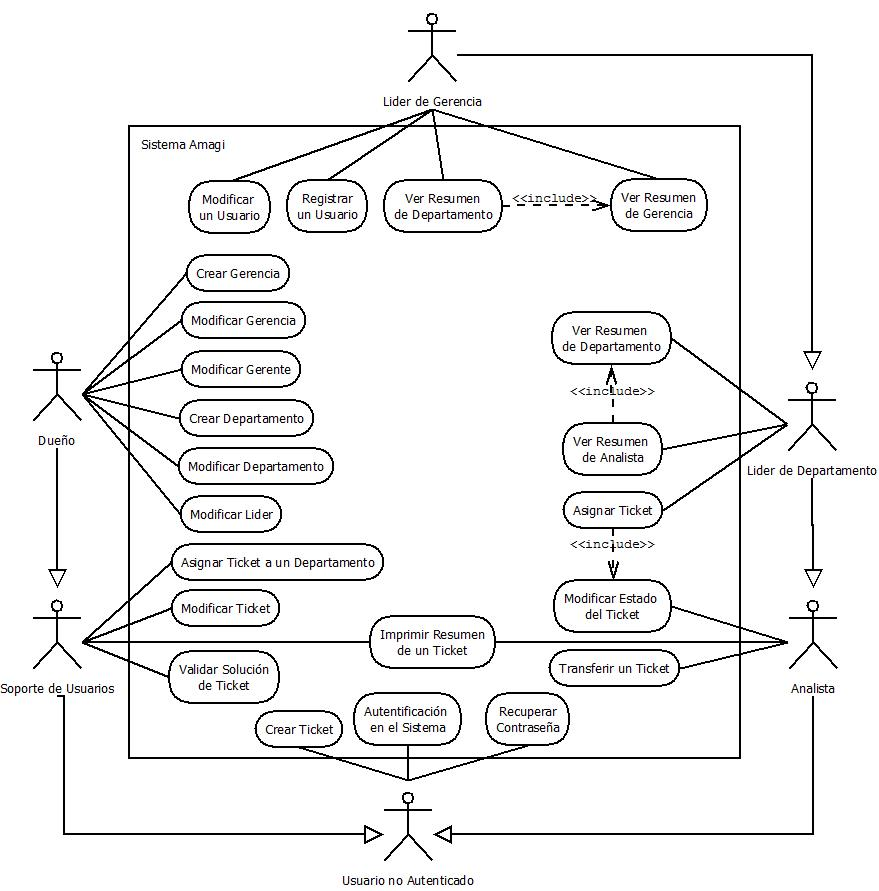 Lider de Gerencia
Sistema Amagi
Modificar
un Usuario
Registrar
un Usuario
Ver Resumen
de Departamento
<<include>>
Ver Resumen
de Gerencia
Crear Gerencia
Modificar Gerencia
Modificar Gerente
Crear Departamento
Modificar Departamento
Modificar Lider
Dueño
Ver Resumen
de Departamento
<<include>>
Ver Resumen
de Analista
Asignar Ticket
<<include>>
Modificar Estado
del Ticket
Lider de Departamento
Asignar Ticket a un Departamento
Modificar Ticket
Validar Solución
de Ticket
Imprimir Resumen
de un Ticket
Transferir un Ticket
Soporte de Usuarios
Analista
Crear Ticket
Autentificación
en el Sistema
Recuperar
Contraseña
Usuario no Autenticado